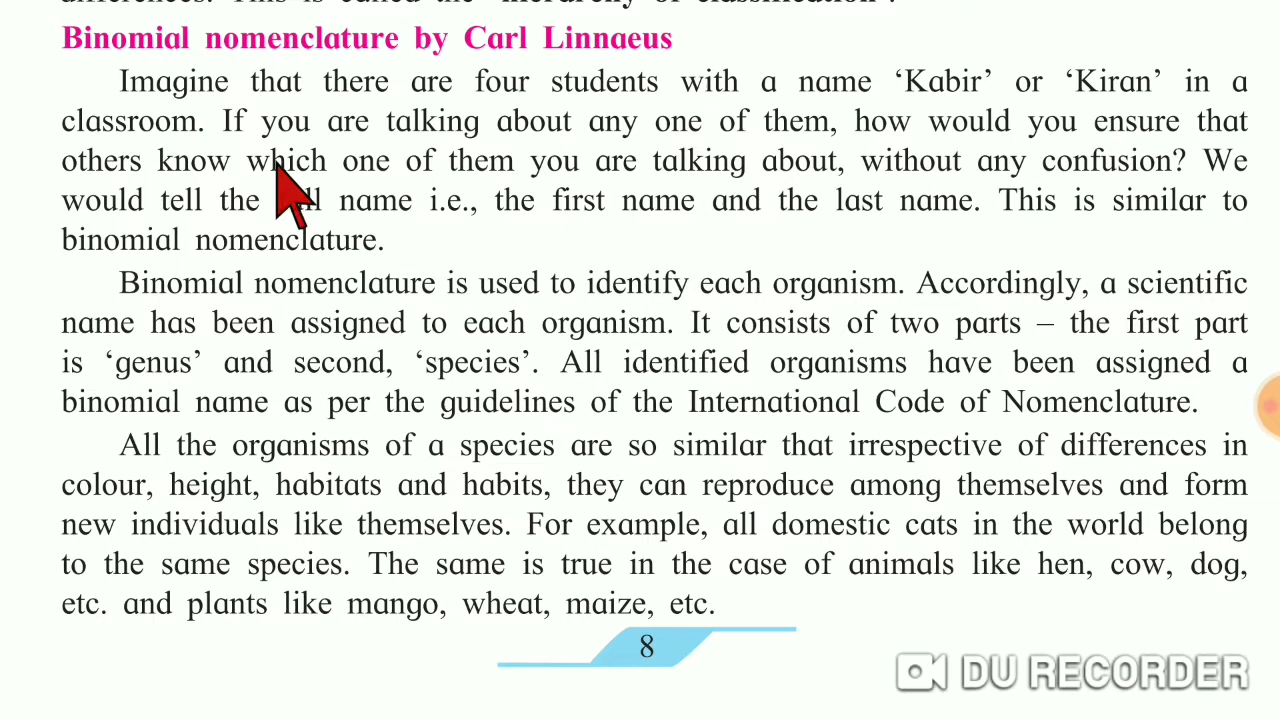 differences. This is called the 'hierarchy of classification'.
Binomial nomenclature by Carl Linnaeus
Imagine that there are four students with a name ‘Kabir’ or ‘Kiran’ in a
classroom. If you are talking about any one of them, how would you ensure that
others know which one of them you are talking about, without any confusion? We
would tell the name i.e., the first name and the last name. This is similar to
binomial nomenclature.
Binomial nomenclature is used to identify each organism. Accordingly, a scientific
name has been assigned to each organism. It consists of two parts – the first part
is ‘genus’ and second, ‘species’. All identified organisms have been assigned a
binomial name as per the guidelines of the International Code of Nomenclature.
All the organisms of a species are so similar that irrespective of differences in
colour, height, habitats and habits, they can reproduce among themselves and form
new individuals like themselves. For example, all domestic cats in the world belong
to the same species. The same is true in the case of animals like hen, cow, dog,
etc. and plants like mango, wheat, maize, etc.
8
DU RECORDER